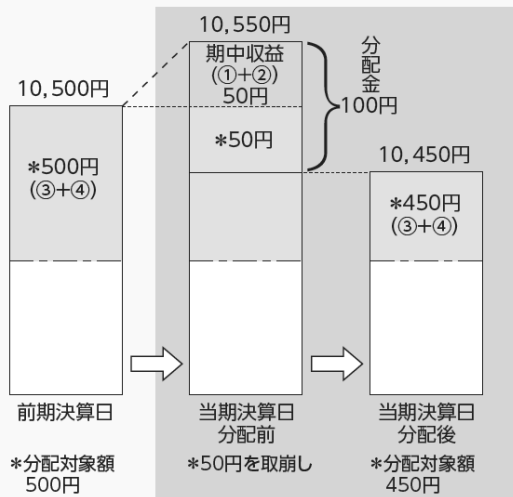 10,500円
*500円
(③+④)
前期決算日
*分配対象額
500円
10,550円
期中収益
(①+②)
50円
*50円
分配金
100円
当期決算日
分配前
*50円を取崩し
10,450円
*450円
(③+④)
当期決算日
分配後
*分配対象額
450円